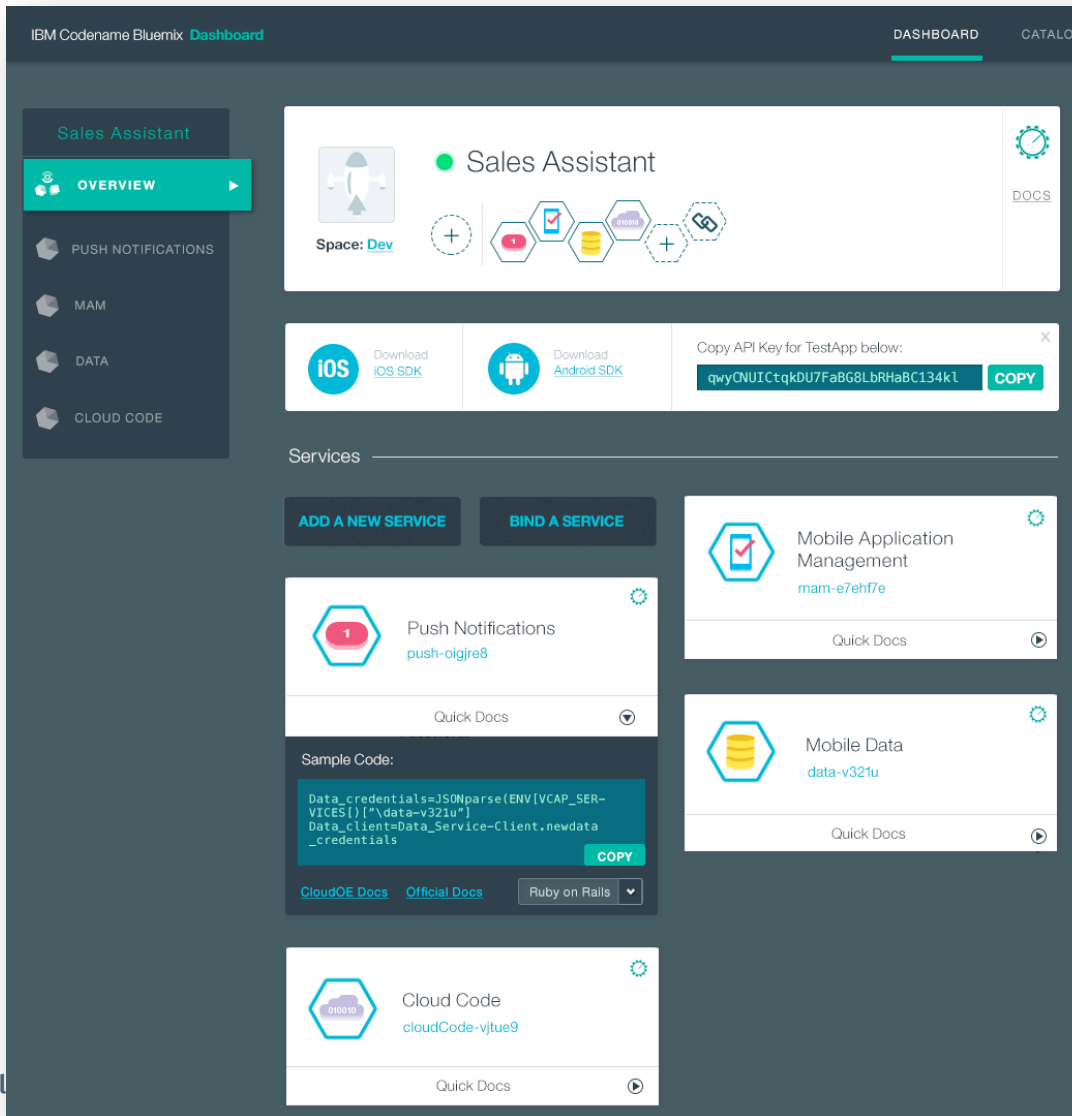 IBM Codename Bluemix Dashboard
DASHBOARD
CATALO
Sales Assistant
OVERVIEW
PUSH NOTIFICATIONS
MAM
DATA
CLOUD CODE
Sales Assistant
Space: Dev
1
010010
DOCS
iOS
Download
iOS SDK
Download
Android SDK
Copy API Key for TestApp below:
X
qwyCNUICtqkDU7FaBG8LbRHaBC134kl
COPY
Services
ADD A NEW SERVICE
BIND A SERVICE
1
Push Notifications
push-oigjre8
Quick Docs
Sample Code:
Data_credentials=JSONparse(ENV[VCAP_SER-
VICES[)["\data-v321u"]
Data_client=Data_Service-Client.newdata
_credentials
COPY
CloudOE Docs
Official Docs
Ruby on Rails
010010
Cloud Code
cloudCode-vjtue9
Quick Docs
Mobile Application
Management
mam-e7ehf7e
Quick Docs
Mobile Data
data-v321u
Quick Docs